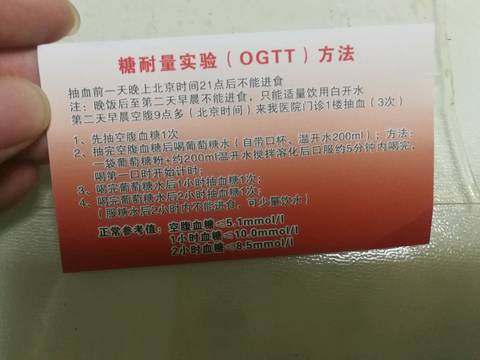 糖耐量实验（OGTT）方法
抽血前一天晚上北京时间21点后不能进食
注：晚饭后至第二天早晨不能进食，只能适量饮用白开水
第二天早晨空腹9点多（北京时间）来我医院门诊1楼抽血（3次）
1、先抽空腹血糖1次；
2、抽完空腹血糖后喝葡萄糖水（自带口杯、温开水200ml）；方法：
一袋葡萄糖粉+约200ml温开水搅拌溶化后口服约5分钟内喝完，
喝第一口时开始计时；
3、喝完葡萄糖水后1小时抽血糖1次；
4、喝完葡萄糖水后2小时抽血糖1次；
（服糖水后2小时内不能进食，可少量饮水）
正常参考值：空腹血糖≤5.1mmol/l
1小时血糖≤10.0mmol/l
2小时血糖≤8.5mmol/l